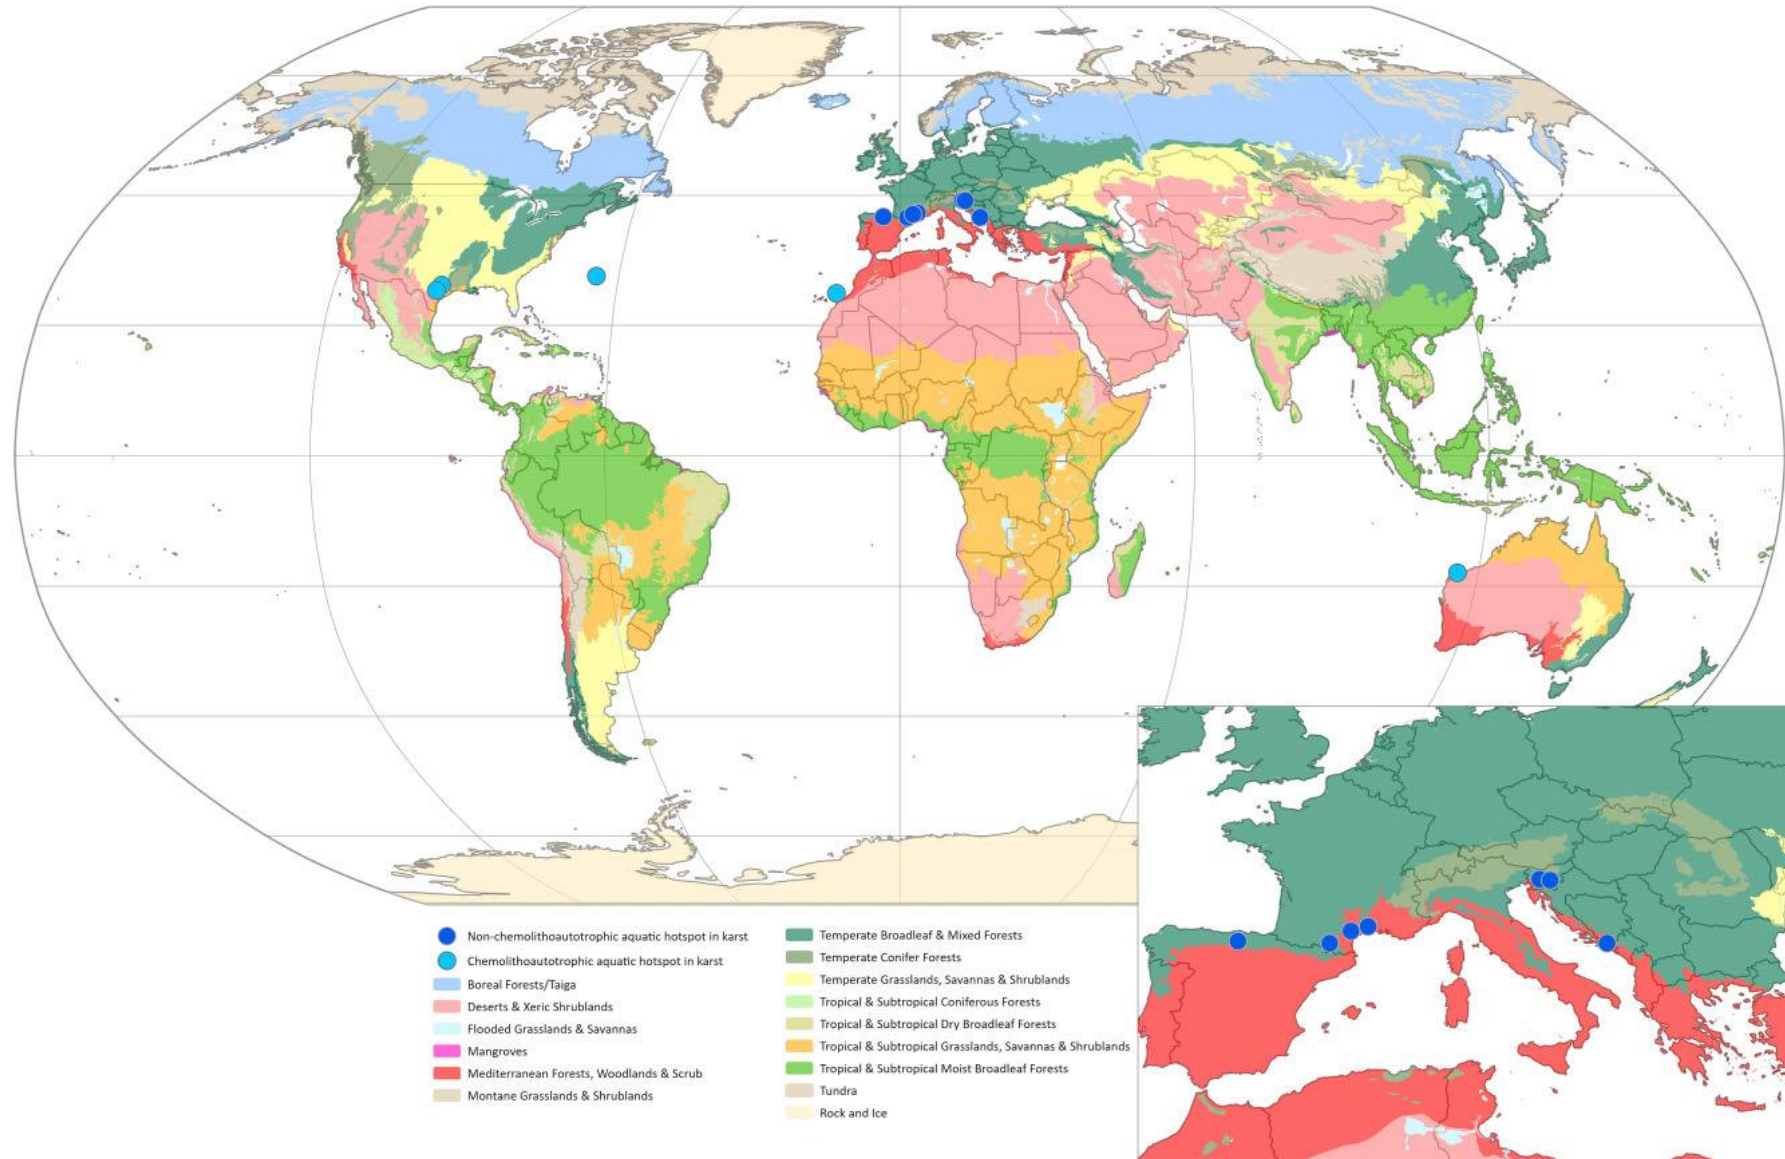 Non-chemolithoautotrophic aquatic hotspot in karst
Chemolithoautotrophic aquatic hotspot in karst
Boreal Forests/Taiga
Deserts & Xeric Shrublands
Flooded Grasslands & Savannas
Mangroves
Mediterranean Forests, Woodlands & Scrub
Montane Grasslands & Shrublands
Temperate Broadleaf & Mixed Forests
Temperate Conifer Forests
Temperate Grasslands, Savannas & Shrublands
Tropical & Subtropical Coniferous Forests
Tropical & Subtropical Dry Broadleaf Forests
Tropical & Subtropical Grasslands, Savannas & Shrublands
Tropical & Subtropical Moist Broadleaf Forests
Tundra
Rock and Ice